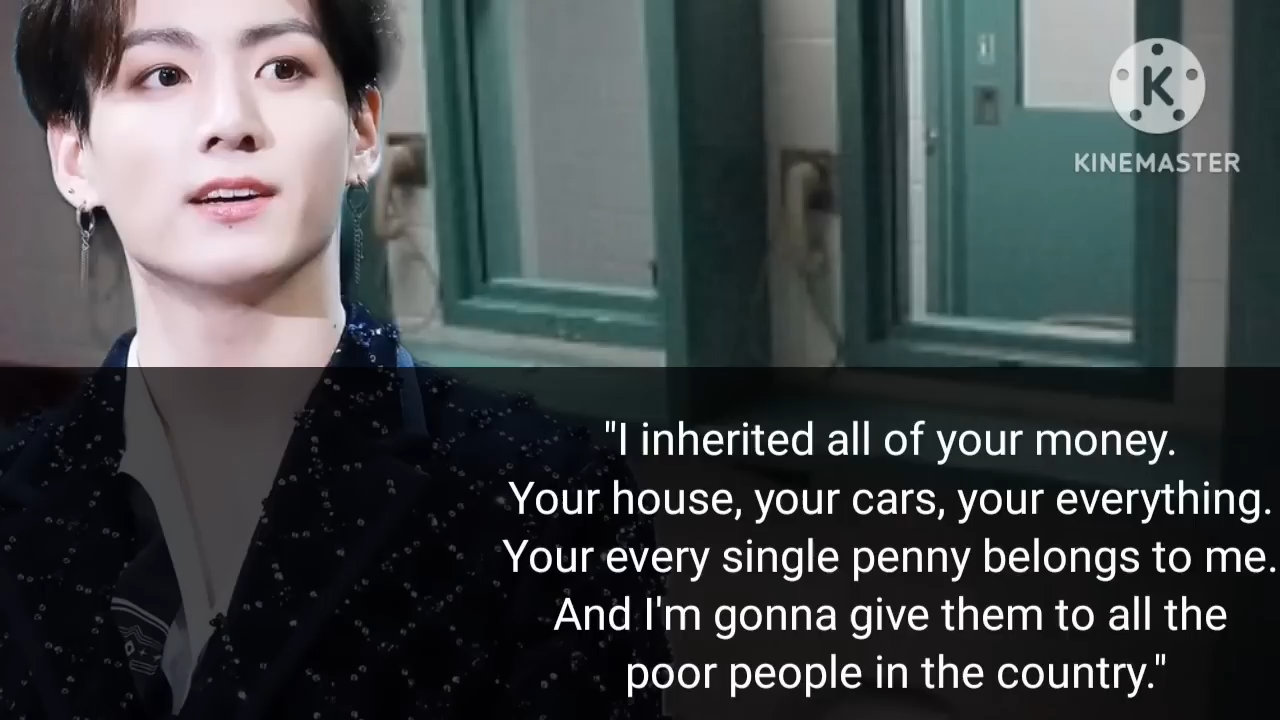 K
KINEMASTER
"I inherited all of your money.
Your house, your cars, your everything.
Your every single penny belongs to me.
And I'm gonna give them to all the
poor people in the country."